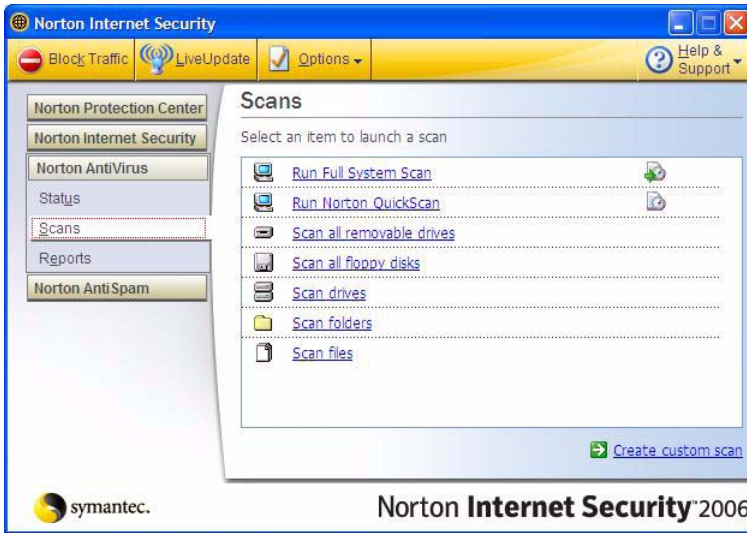 Norton Internet Security
Block Traffic LiveUpdate Options Help &
Support
Norton Protection Center
Norton Internet Security
Norton AntiVirus
Status
Scans
Reports
Norton AntiSpam
Scans
Select an item to launch a scan
Run Full System Scan
Run Norton QuickScan
Scan all removable drives
Scan all floppy disks
Scan drives
Scan folders
Scan files
Create custom scan
symantec.
Norton Internet Security™ 2006